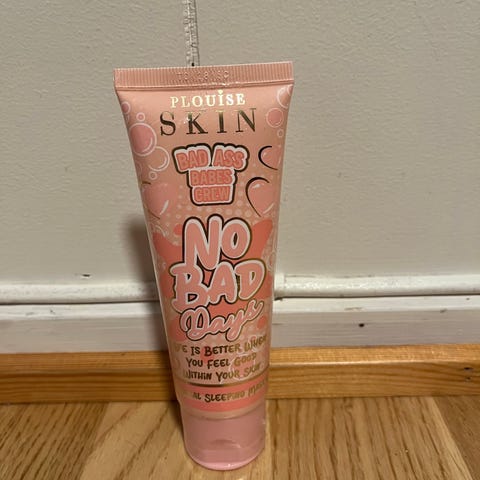 PLOUISE
SKIN
BAD ASS
BABES
CREW
NO
BAD
Days
IS BETTER WHEN
YOU FEEL GOOD
WITHIN YOUR SKIN
SLEEPING